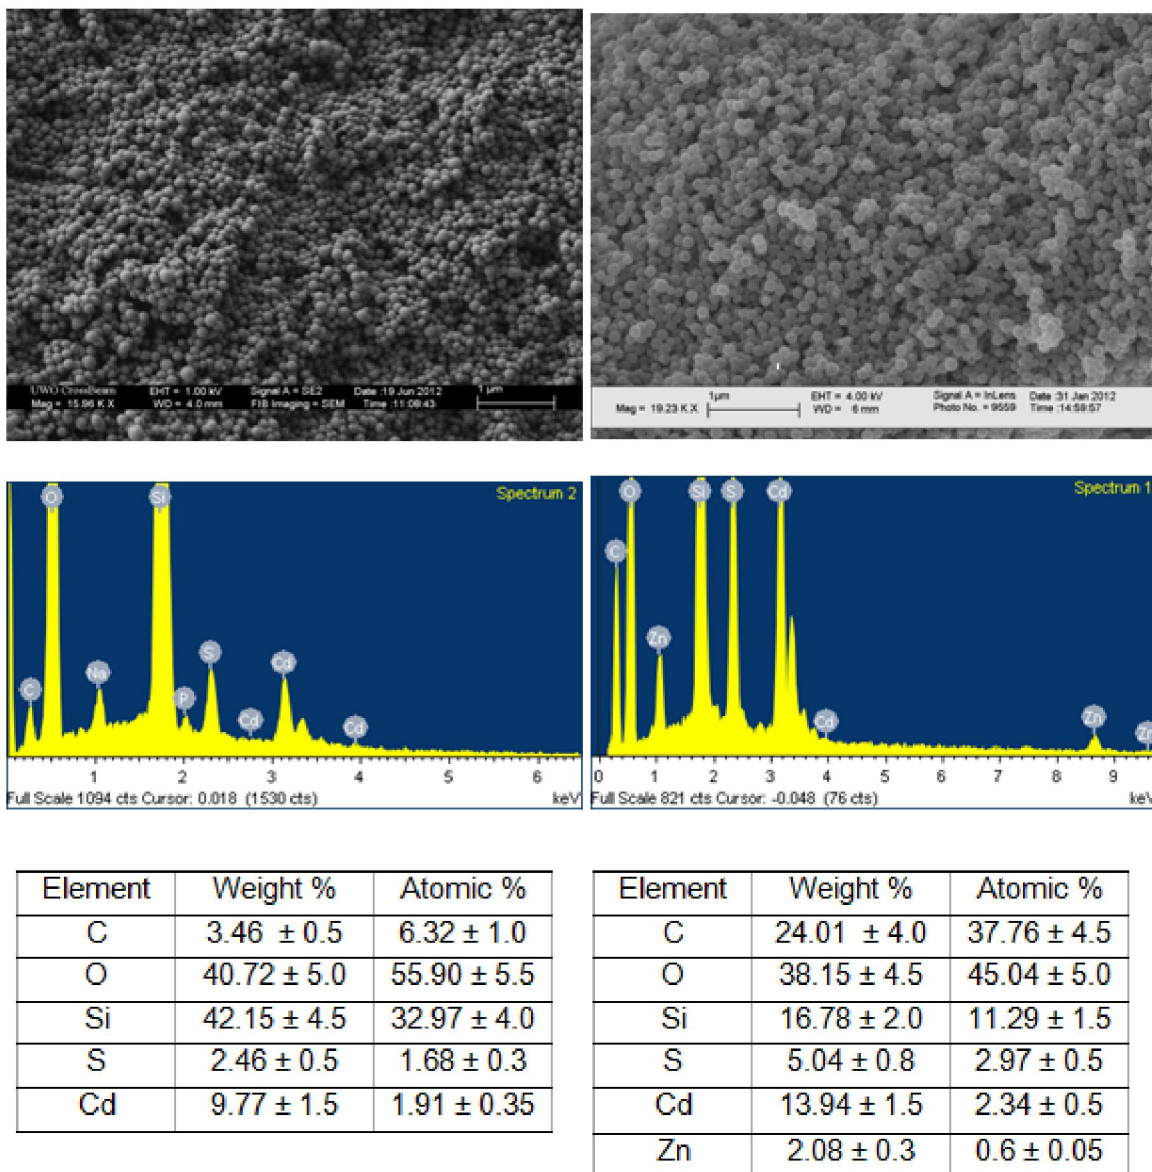 UWO CrossBeam EHT = 1.00 kV Signal A = SE2 Date :19 Jun 2012 1 µm
Mag = 15.96 K X WD = 4.0 mm FIB Imaging = SEM Time :11:08:43
1µm EHT = 4.00 kV Signal A = InLens Date :31 Jan 2012
Mag = 19.23 K X WD = 6 mm Photo No. = 9559 Time :14:59:57
Spectrum 2
O Si
C Na P S Cd Cd Cd
1 2 3 4 5 6
Full Scale 1094 cts Cursor: 0.018 (1530 cts) keV
Spectrum 1
O Si S Cd
C Zn Cd Zn Zn
0 1 2 3 4 5 6 7 8 9
Full Scale 821 cts Cursor: -0.048 (76 cts) keV
Element Weight % Atomic %
C 3.46 ± 0.5 6.32 ± 1.0
O 40.72 ± 5.0 55.90 ± 5.5
Si 42.15 ± 4.5 32.97 ± 4.0
S 2.46 ± 0.5 1.68 ± 0.3
Cd 9.77 ± 1.5 1.91 ± 0.35
Element Weight % Atomic %
C 24.01 ± 4.0 37.76 ± 4.5
O 38.15 ± 4.5 45.04 ± 5.0
Si 16.78 ± 2.0 11.29 ± 1.5
S 5.04 ± 0.8 2.97 ± 0.5
Cd 13.94 ± 1.5 2.34 ± 0.5
Zn 2.08 ± 0.3 0.6 ± 0.05